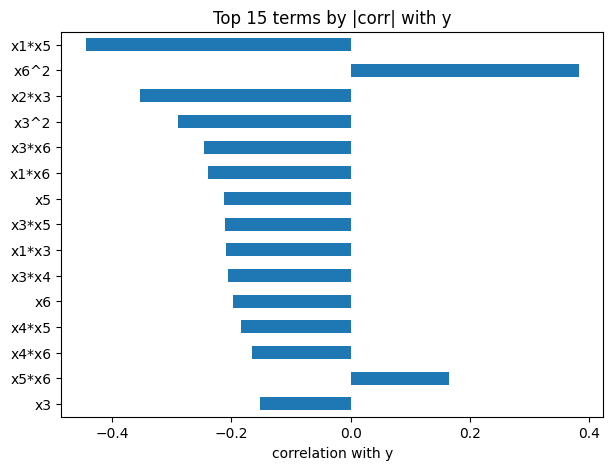 Top 15 terms by |corr| with y
x1*x5
x6^2
x2*x3
x3^2
x3*x6
x1*x6
x5
x3*x5
x1*x3
x3*x4
x6
x4*x5
x4*x6
x5*x6
x3
−0.4 −0.2 0.0 0.2 0.4
correlation with y